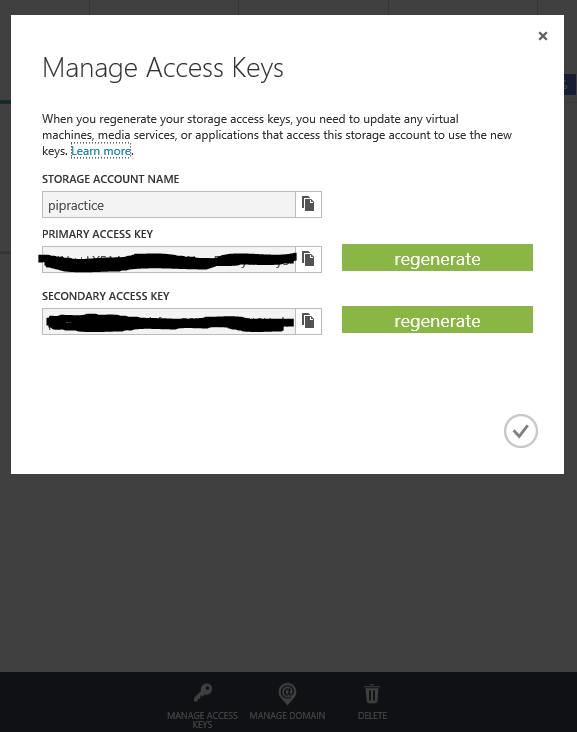 Manage Access Keys
When you regenerate your storage access keys, you need to update any virtual
machines, media services, or applications that access this storage account to use the new
keys. Learn more.
STORAGE ACCOUNT NAME
pipractice
PRIMARY ACCESS KEY
regenerate
SECONDARY ACCESS KEY
regenerate
MANAGE ACCESS
KEYS
MANAGE DOMAIN
DELETE